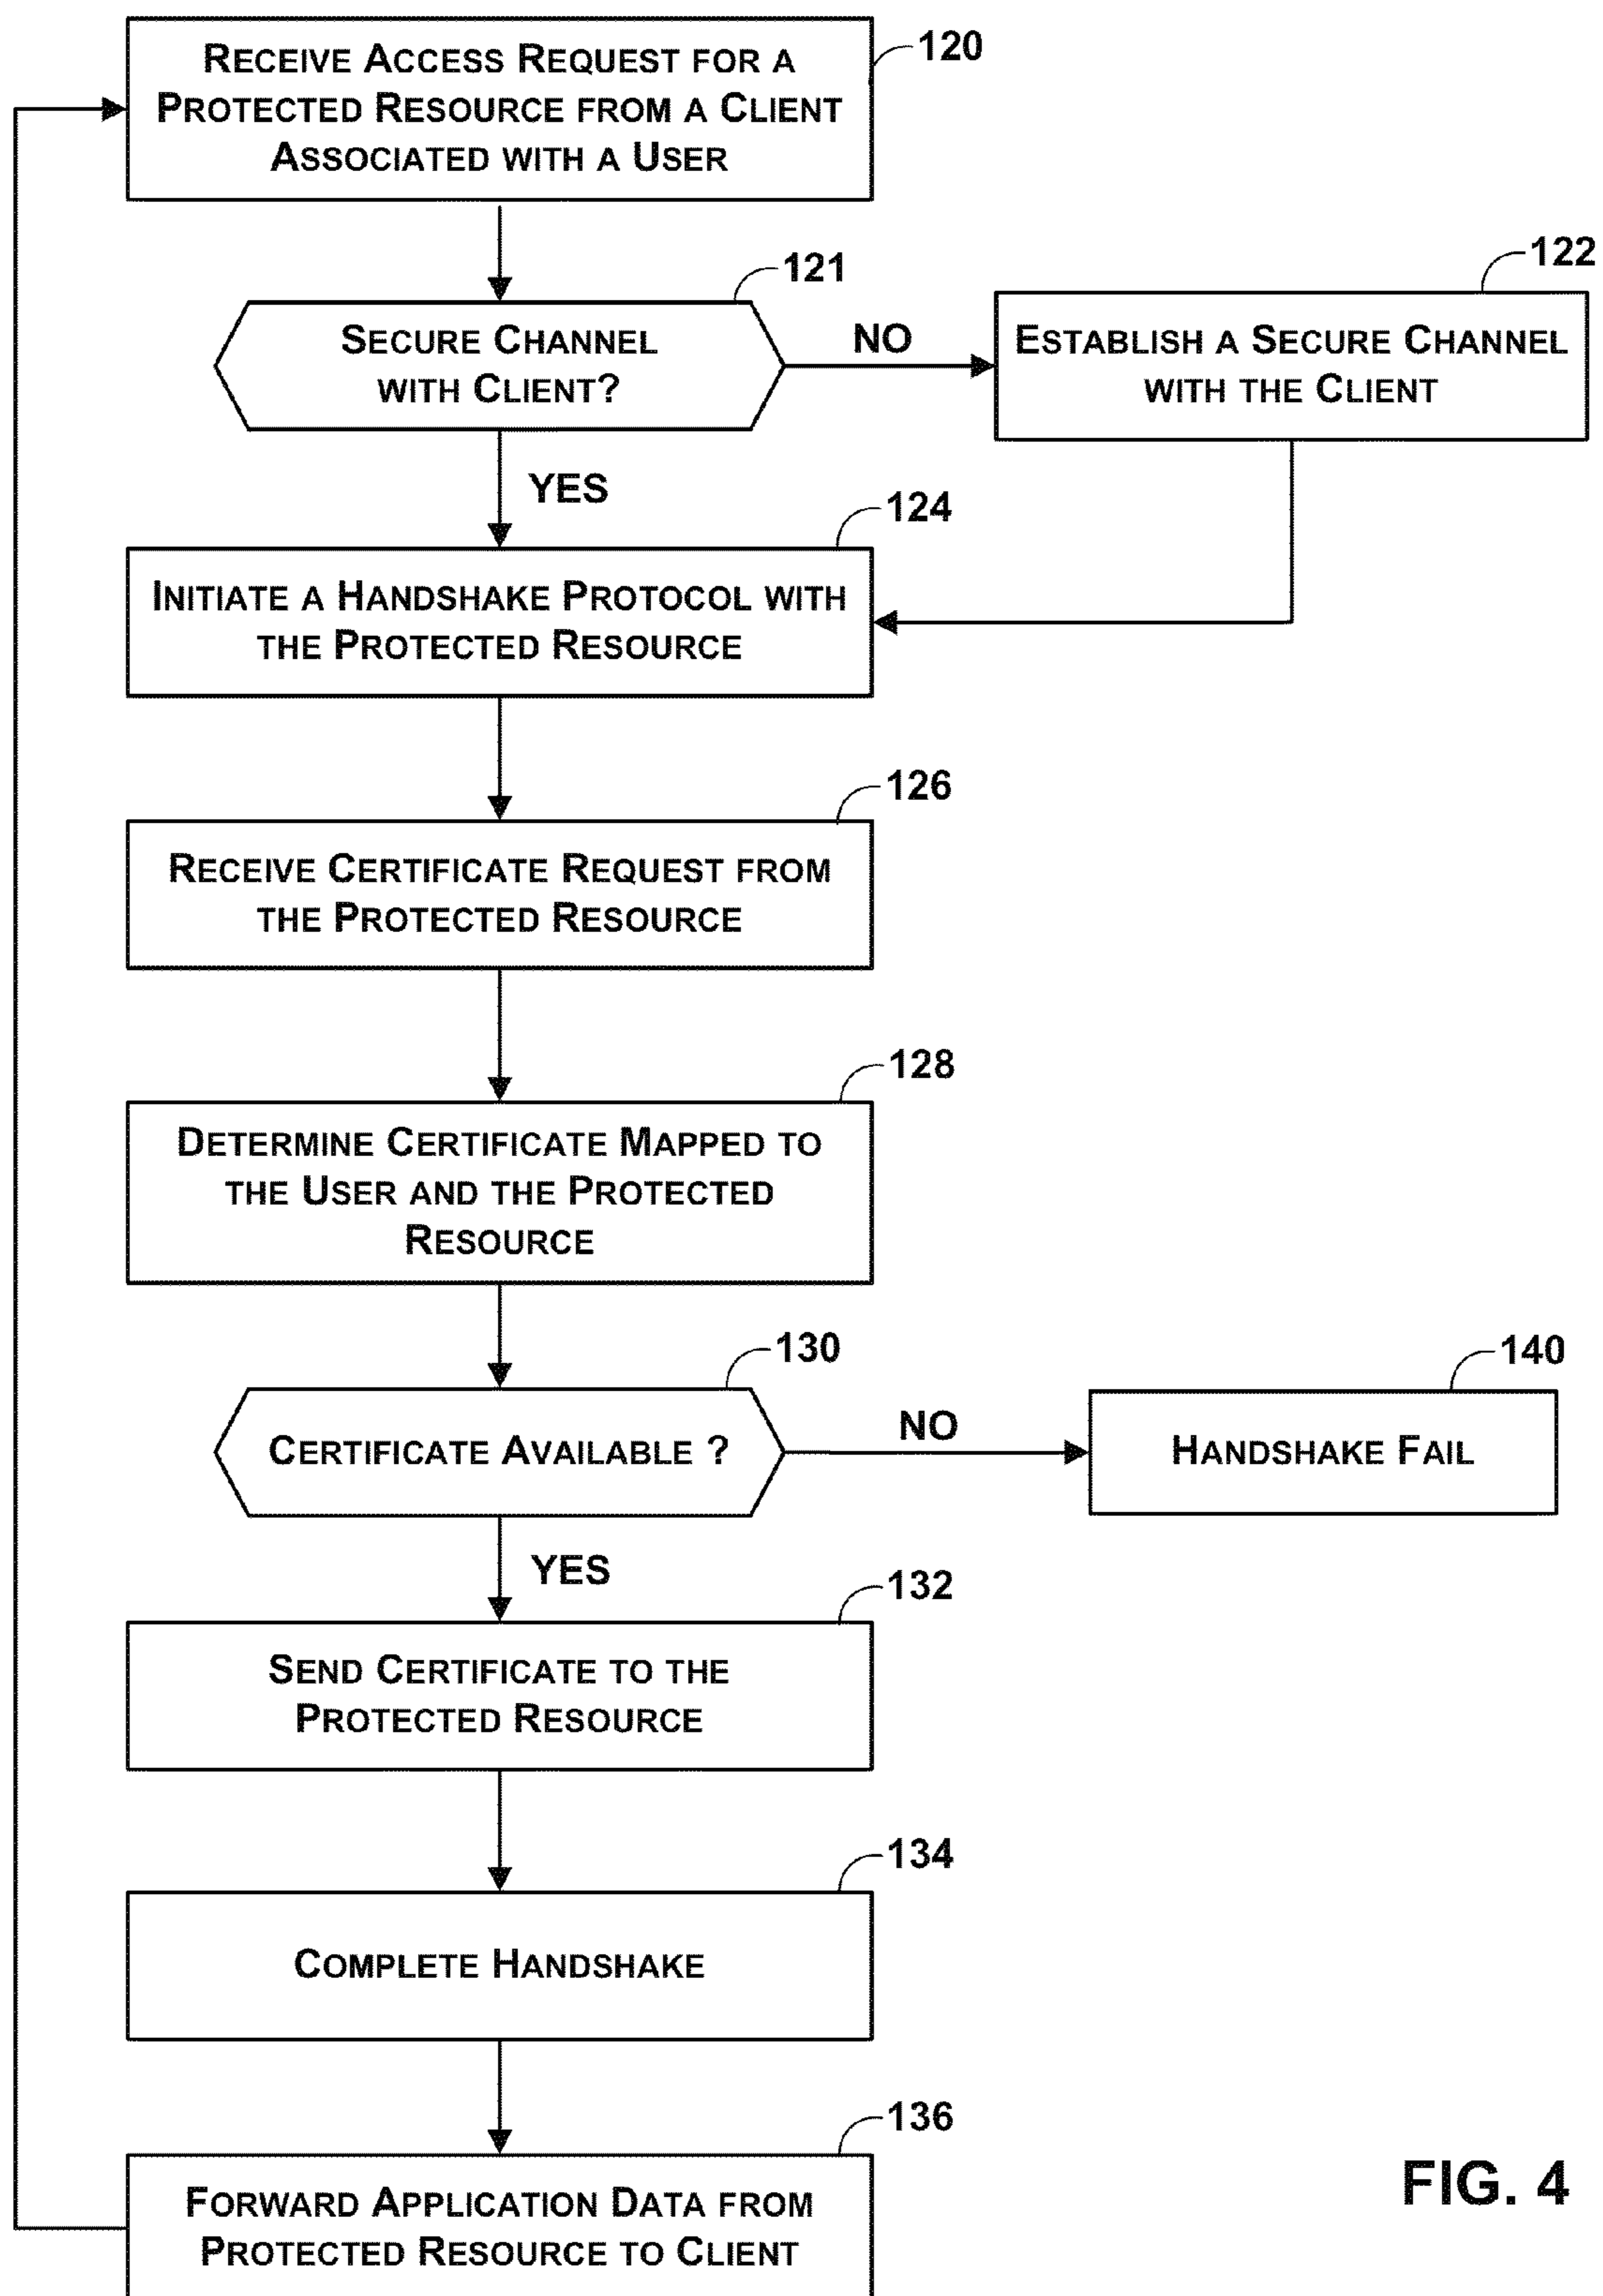 120
RECEIVE ACCESS REQUEST FOR A
PROTECTED RESOURCE FROM A CLIENT
ASSOCIATED WITH A USER
121
SECURE CHANNEL
WITH CLIENT?
NO
122
ESTABLISH A SECURE CHANNEL
WITH THE CLIENT
YES
124
INITIATE A HANDSHAKE PROTOCOL WITH
THE PROTECTED RESOURCE
126
RECEIVE CERTIFICATE REQUEST FROM
THE PROTECTED RESOURCE
128
DETERMINE CERTIFICATE MAPPED TO
THE USER AND THE PROTECTED
RESOURCE
130
CERTIFICATE AVAILABLE ?
NO
140
HANDSHAKE FAIL
YES
132
SEND CERTIFICATE TO THE
PROTECTED RESOURCE
134
COMPLETE HANDSHAKE
136
FORWARD APPLICATION DATA FROM
PROTECTED RESOURCE TO CLIENT
FIG. 4